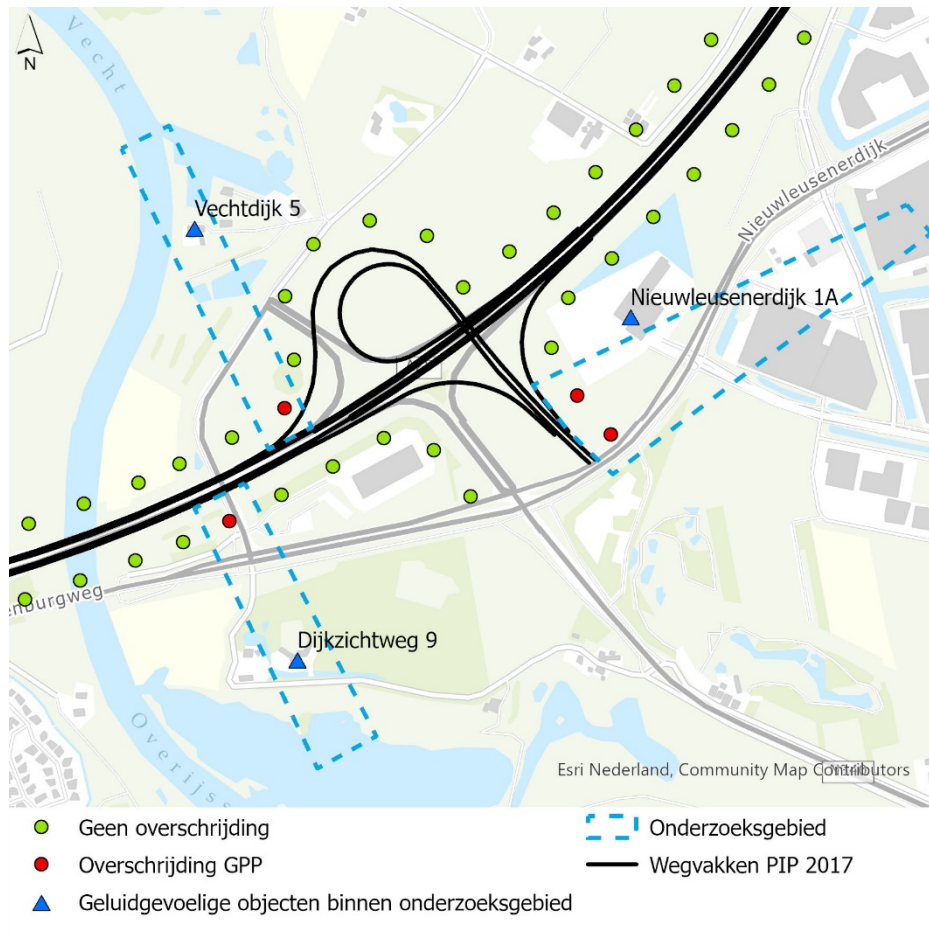 N
Vecht
Vechtdijk 5
Nieuwleusenerdijk
Nieuwleusenerdijk 1A
enburgweg
Dijkzichtweg 9
Overijss
Esri Nederland, Community Map Contributors
Geen overschrijding
Onderzoeksgebied
Overschrijding GPP
Wegvakken PIP 2017
Geluidgevoelige objecten binnen onderzoeksgebied